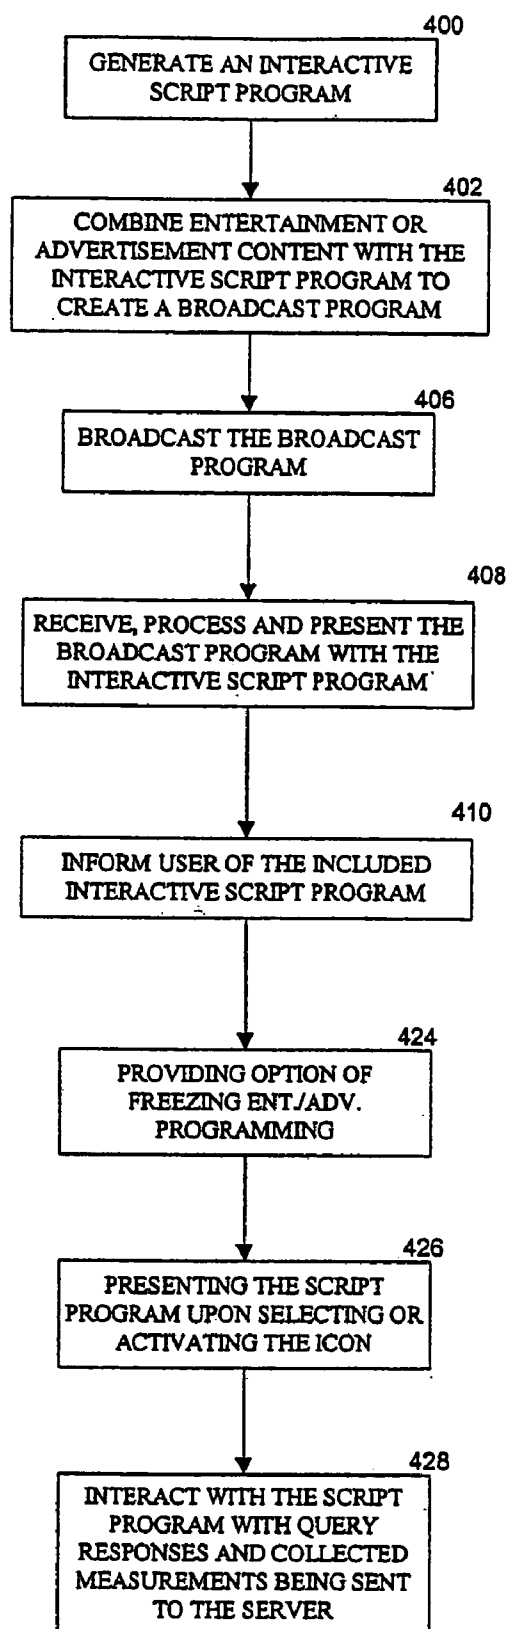 400
GENERATE AN INTERACTIVE
SCRIPT PROGRAM
402
COMBINE ENTERTAINMENT OR
ADVERTISEMENT CONTENT WITH THE
INTERACTIVE SCRIPT PROGRAM TO
CREATE A BROADCAST PROGRAM
406
BROADCAST THE BROADCAST
PROGRAM
408
RECEIVE, PROCESS AND PRESENT THE
BROADCAST PROGRAM WITH THE
INTERACTIVE SCRIPT PROGRAM
410
INFORM USER OF THE INCLUDED
INTERACTIVE SCRIPT PROGRAM
424
PROVIDING OPTION OF
FREEZING ENT./ADV.
PROGRAMMING
426
PRESENTING THE SCRIPT
PROGRAM UPON SELECTING OR
ACTIVATING THE ICON
428
INTERACT WITH THE SCRIPT
PROGRAM WITH QUERY
RESPONSES AND COLLECTED
MEASUREMENTS BEING SENT
TO THE SERVER